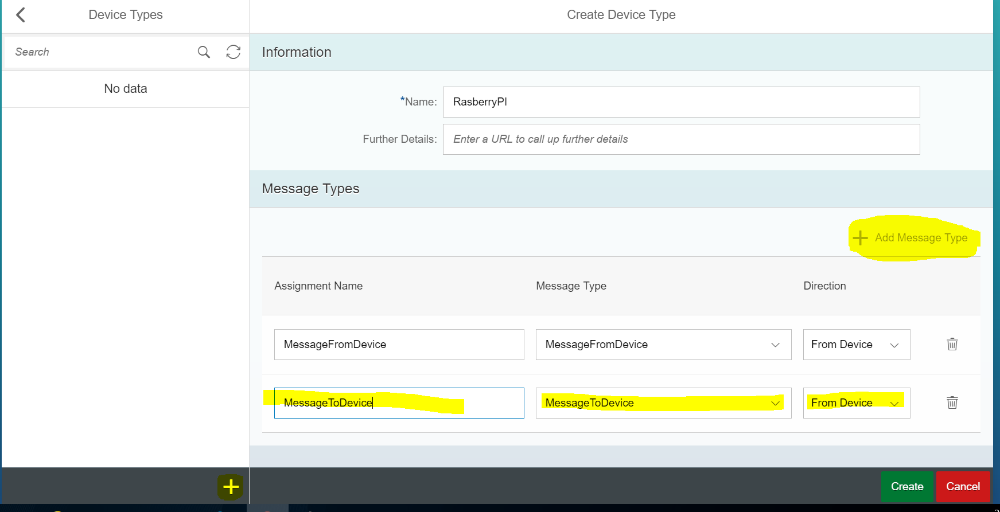 Device Types
Create Device Type
Search
Information
No data
*Name: RasberryPI
Further Details: Enter a URL to call up further details
Message Types
Add Message Type
Assignment Name Message Type Direction
MessageFromDevice MessageFromDevice From Device
MessageToDevice MessageToDevice From Device
Create Cancel